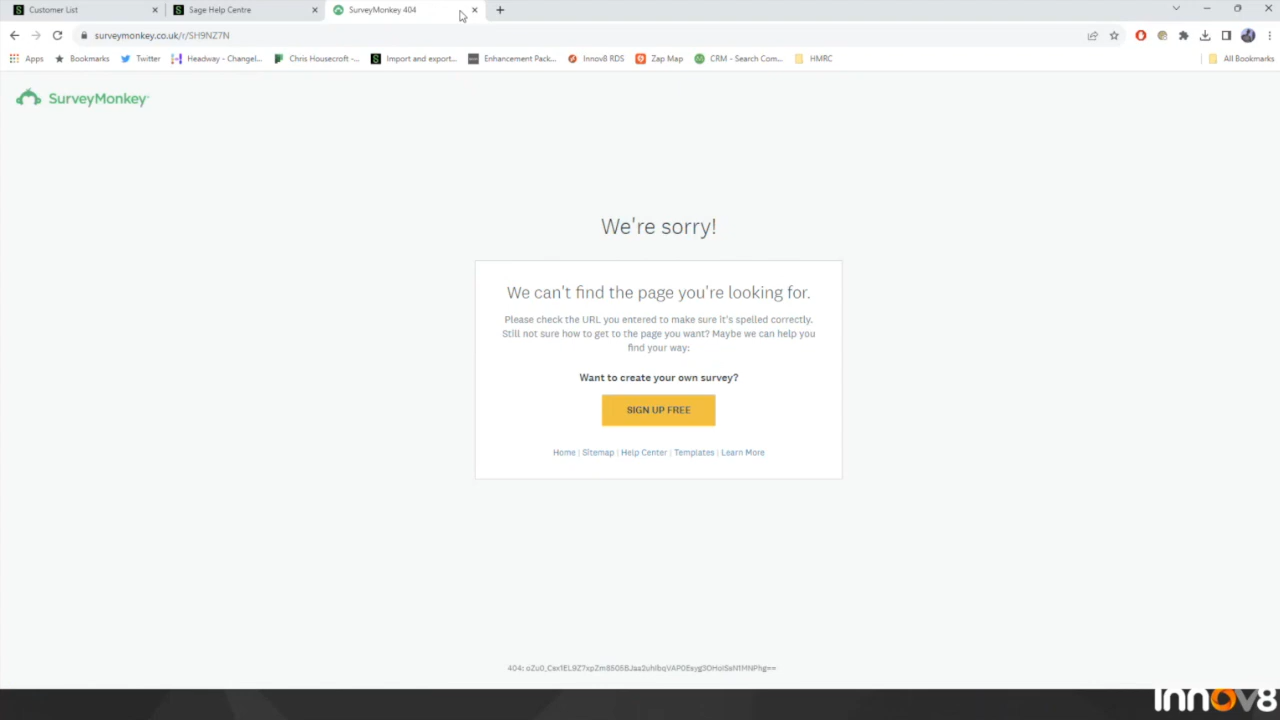 Customer List
Sage Help Centre
SurveyMonkey 404
surveymonkey.co.uk/r/SH9NZ7N
Apps
Bookmarks
Twitter
Headway - Changel...
Chris Housecroft -...
Import and export...
Enhancement Pack...
Innov8 RDS
Zap Map
CRM - Search Com...
HMRC
All Bookmarks
SurveyMonkey
We're sorry!
We can't find the page you're looking for.
Please check the URL you entered to make sure it's spelled correctly.
Still not sure how to get to the page you want? Maybe we can help you
find your way:
Want to create your own survey?
SIGN UP FREE
Home | Sitemap | Help Center | Templates | Learn More
404:
Innov8